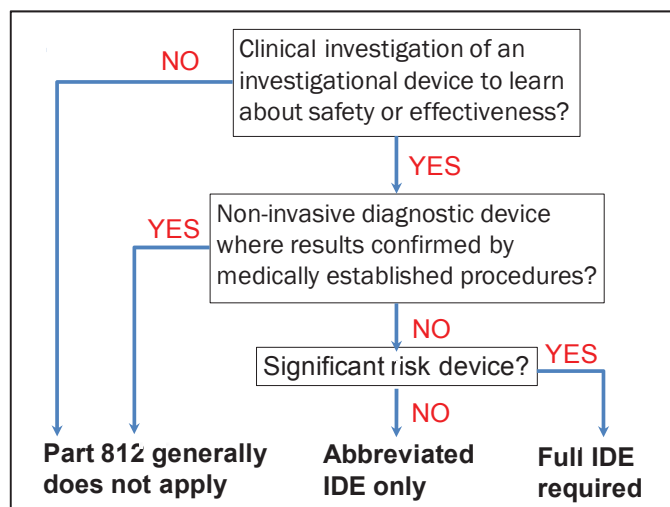 Clinical investigation of an
investigational device to learn
about safety or effectiveness?
NO
YES
Non-invasive diagnostic device
where results confirmed by
medically established procedures?
YES
NO
Significant risk device?
YES
NO
Part 812 generally
does not apply
Abbreviated
IDE only
Full IDE
required